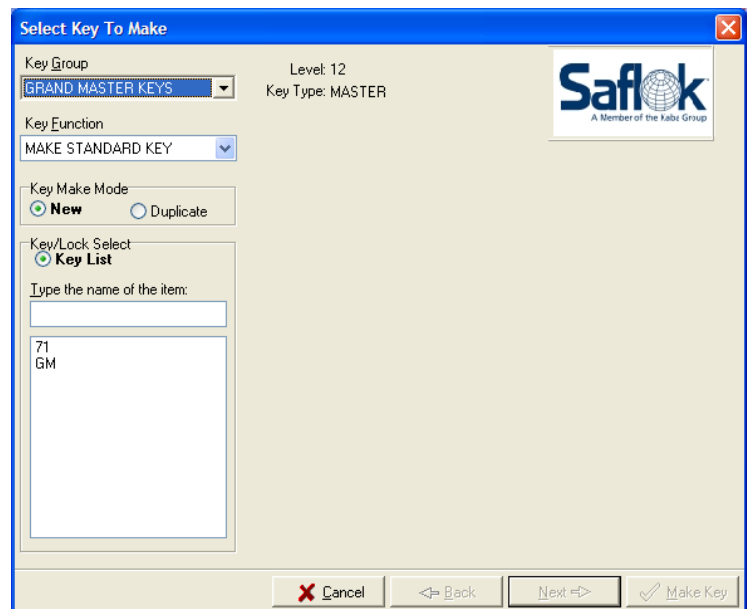 Select Key To Make
Key Group
GRAND MASTER KEYS
Level: 12
Key Type: MASTER
Saflok
A Member of the Kaba Group
Key Function
MAKE STANDARD KEY
Key Make Mode
New
Duplicate
Key/Lock Select
Key List
Type the name of the item:
71
GM
Cancel
Back
Next
Make Key